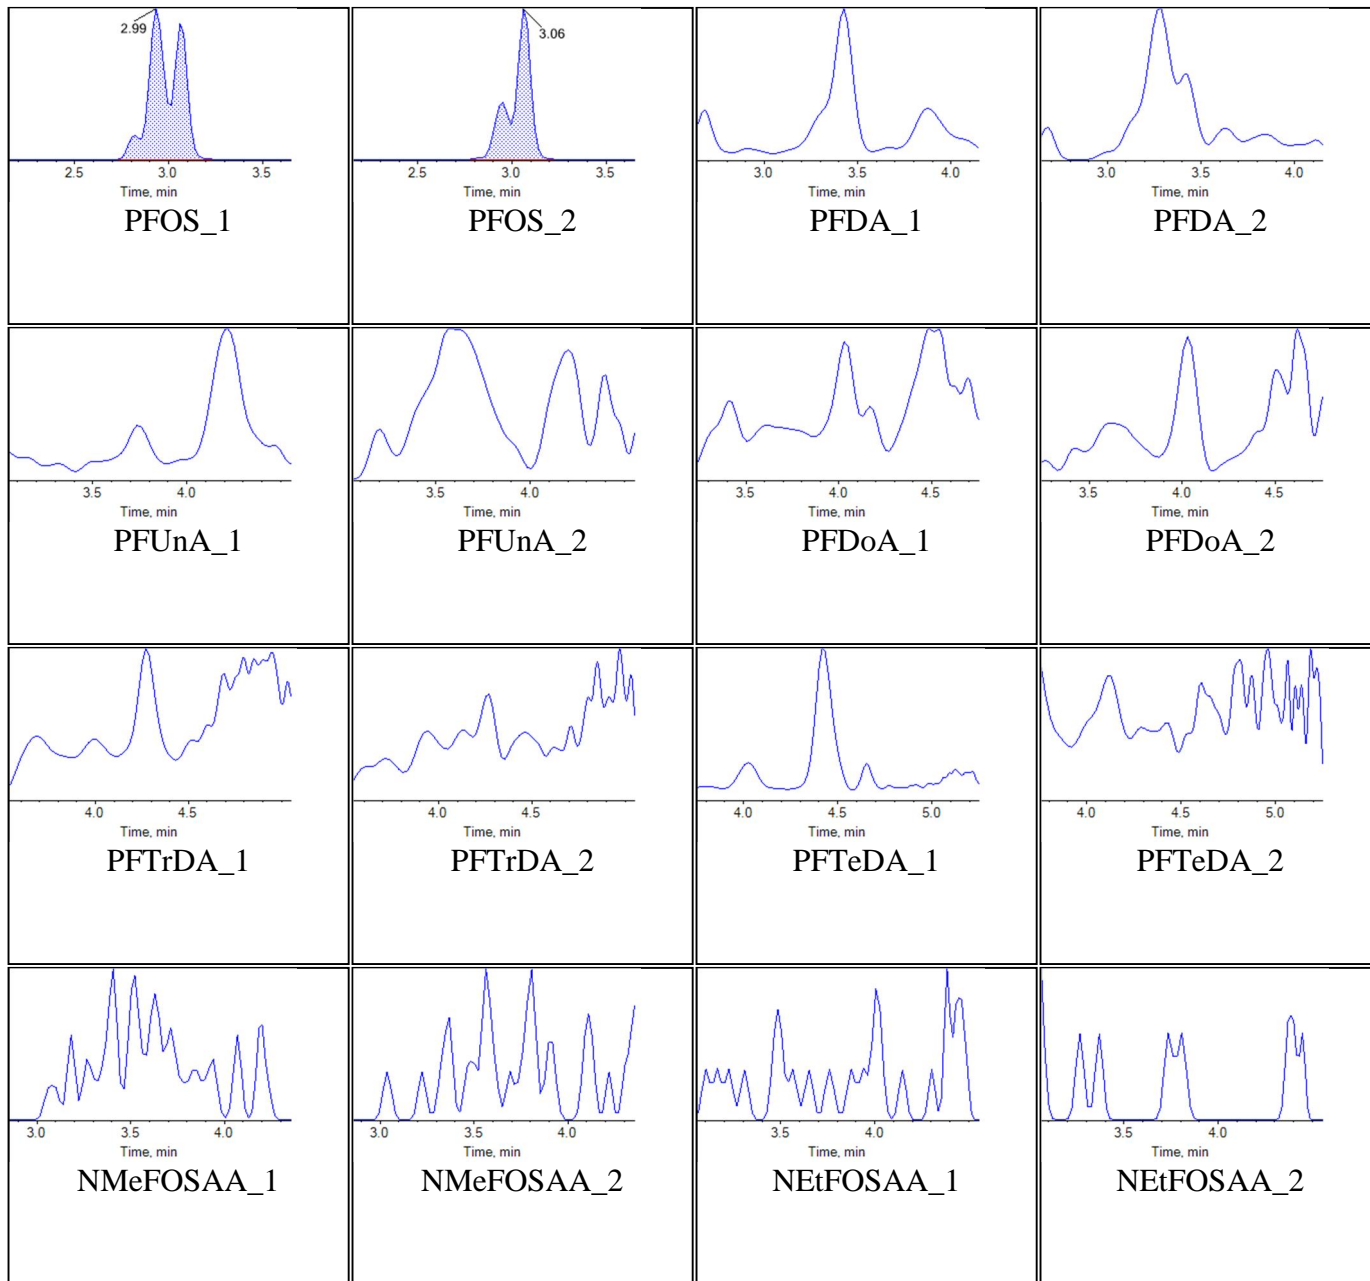 2.99
3.06
2.5 3.0 3.5
2.5 3.0 3.5
3.0 3.5 4.0
3.0 3.5 4.0
Time, min
Time, min
Time, min
Time, min
PFOS_1
PFOS_2
PFDA_1
PFDA_2
3.5 4.0
3.5 4.0
3.5 4.0 4.5
3.5 4.0 4.5
Time, min
Time, min
Time, min
Time, min
PFUnA_1
PFUnA_2
PFDoA_1
PFDoA_2
4.0 4.5
4.0 4.5
4.0 4.5 5.0
4.0 4.5 5.0
Time, min
Time, min
Time, min
Time, min
PFTrDA_1
PFTrDA_2
PFTeDA_1
PFTeDA_2
3.0 3.5 4.0
3.0 3.5 4.0
3.5 4.0
3.5 4.0
Time, min
Time, min
Time, min
Time, min
NMeFOSAA_1
NMeFOSAA_2
NEtFOSAA_1
NEtFOSAA_2